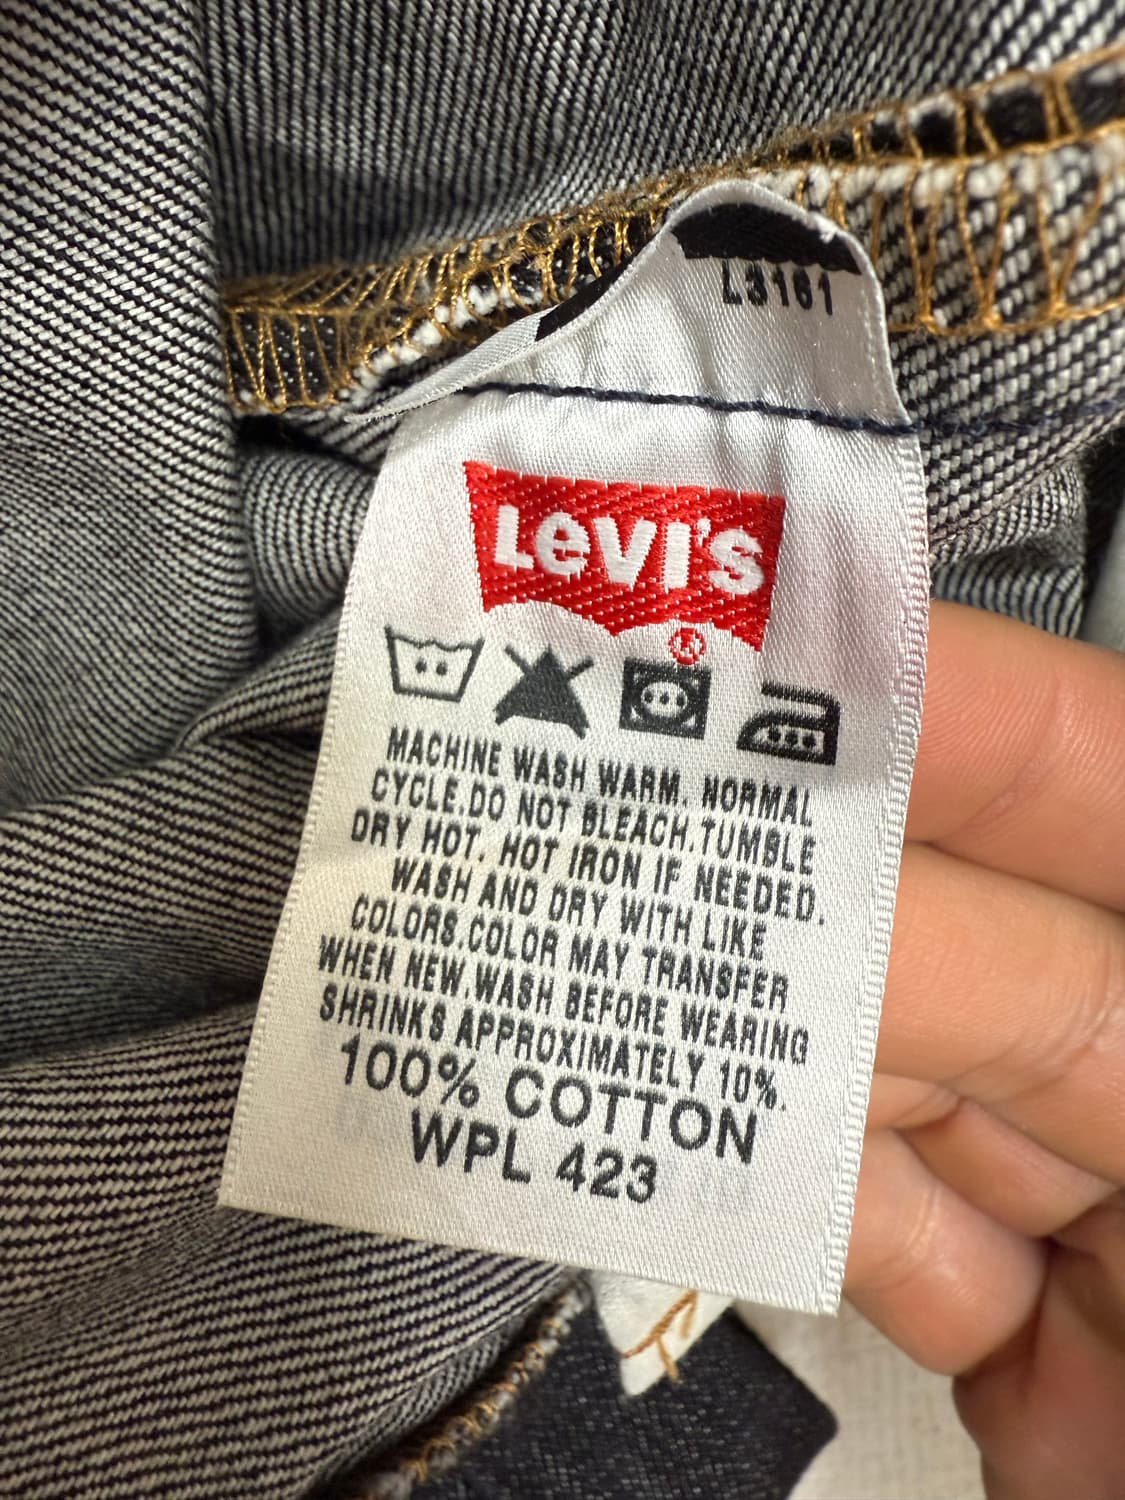 L3161
Levi's
®
MACHINE WASH WARM. NORMAL
CYCLE.DO NOT BLEACH.TUMBLE
DRY HOT. HOT IRON IF NEEDED.
WASH AND DRY WITH LIKE
COLORS.COLOR MAY TRANSFER
WHEN NEW.WASH BEFORE WEARING
SHRINKS APPROXIMATELY 10%.
100% COTTON
WPL 423